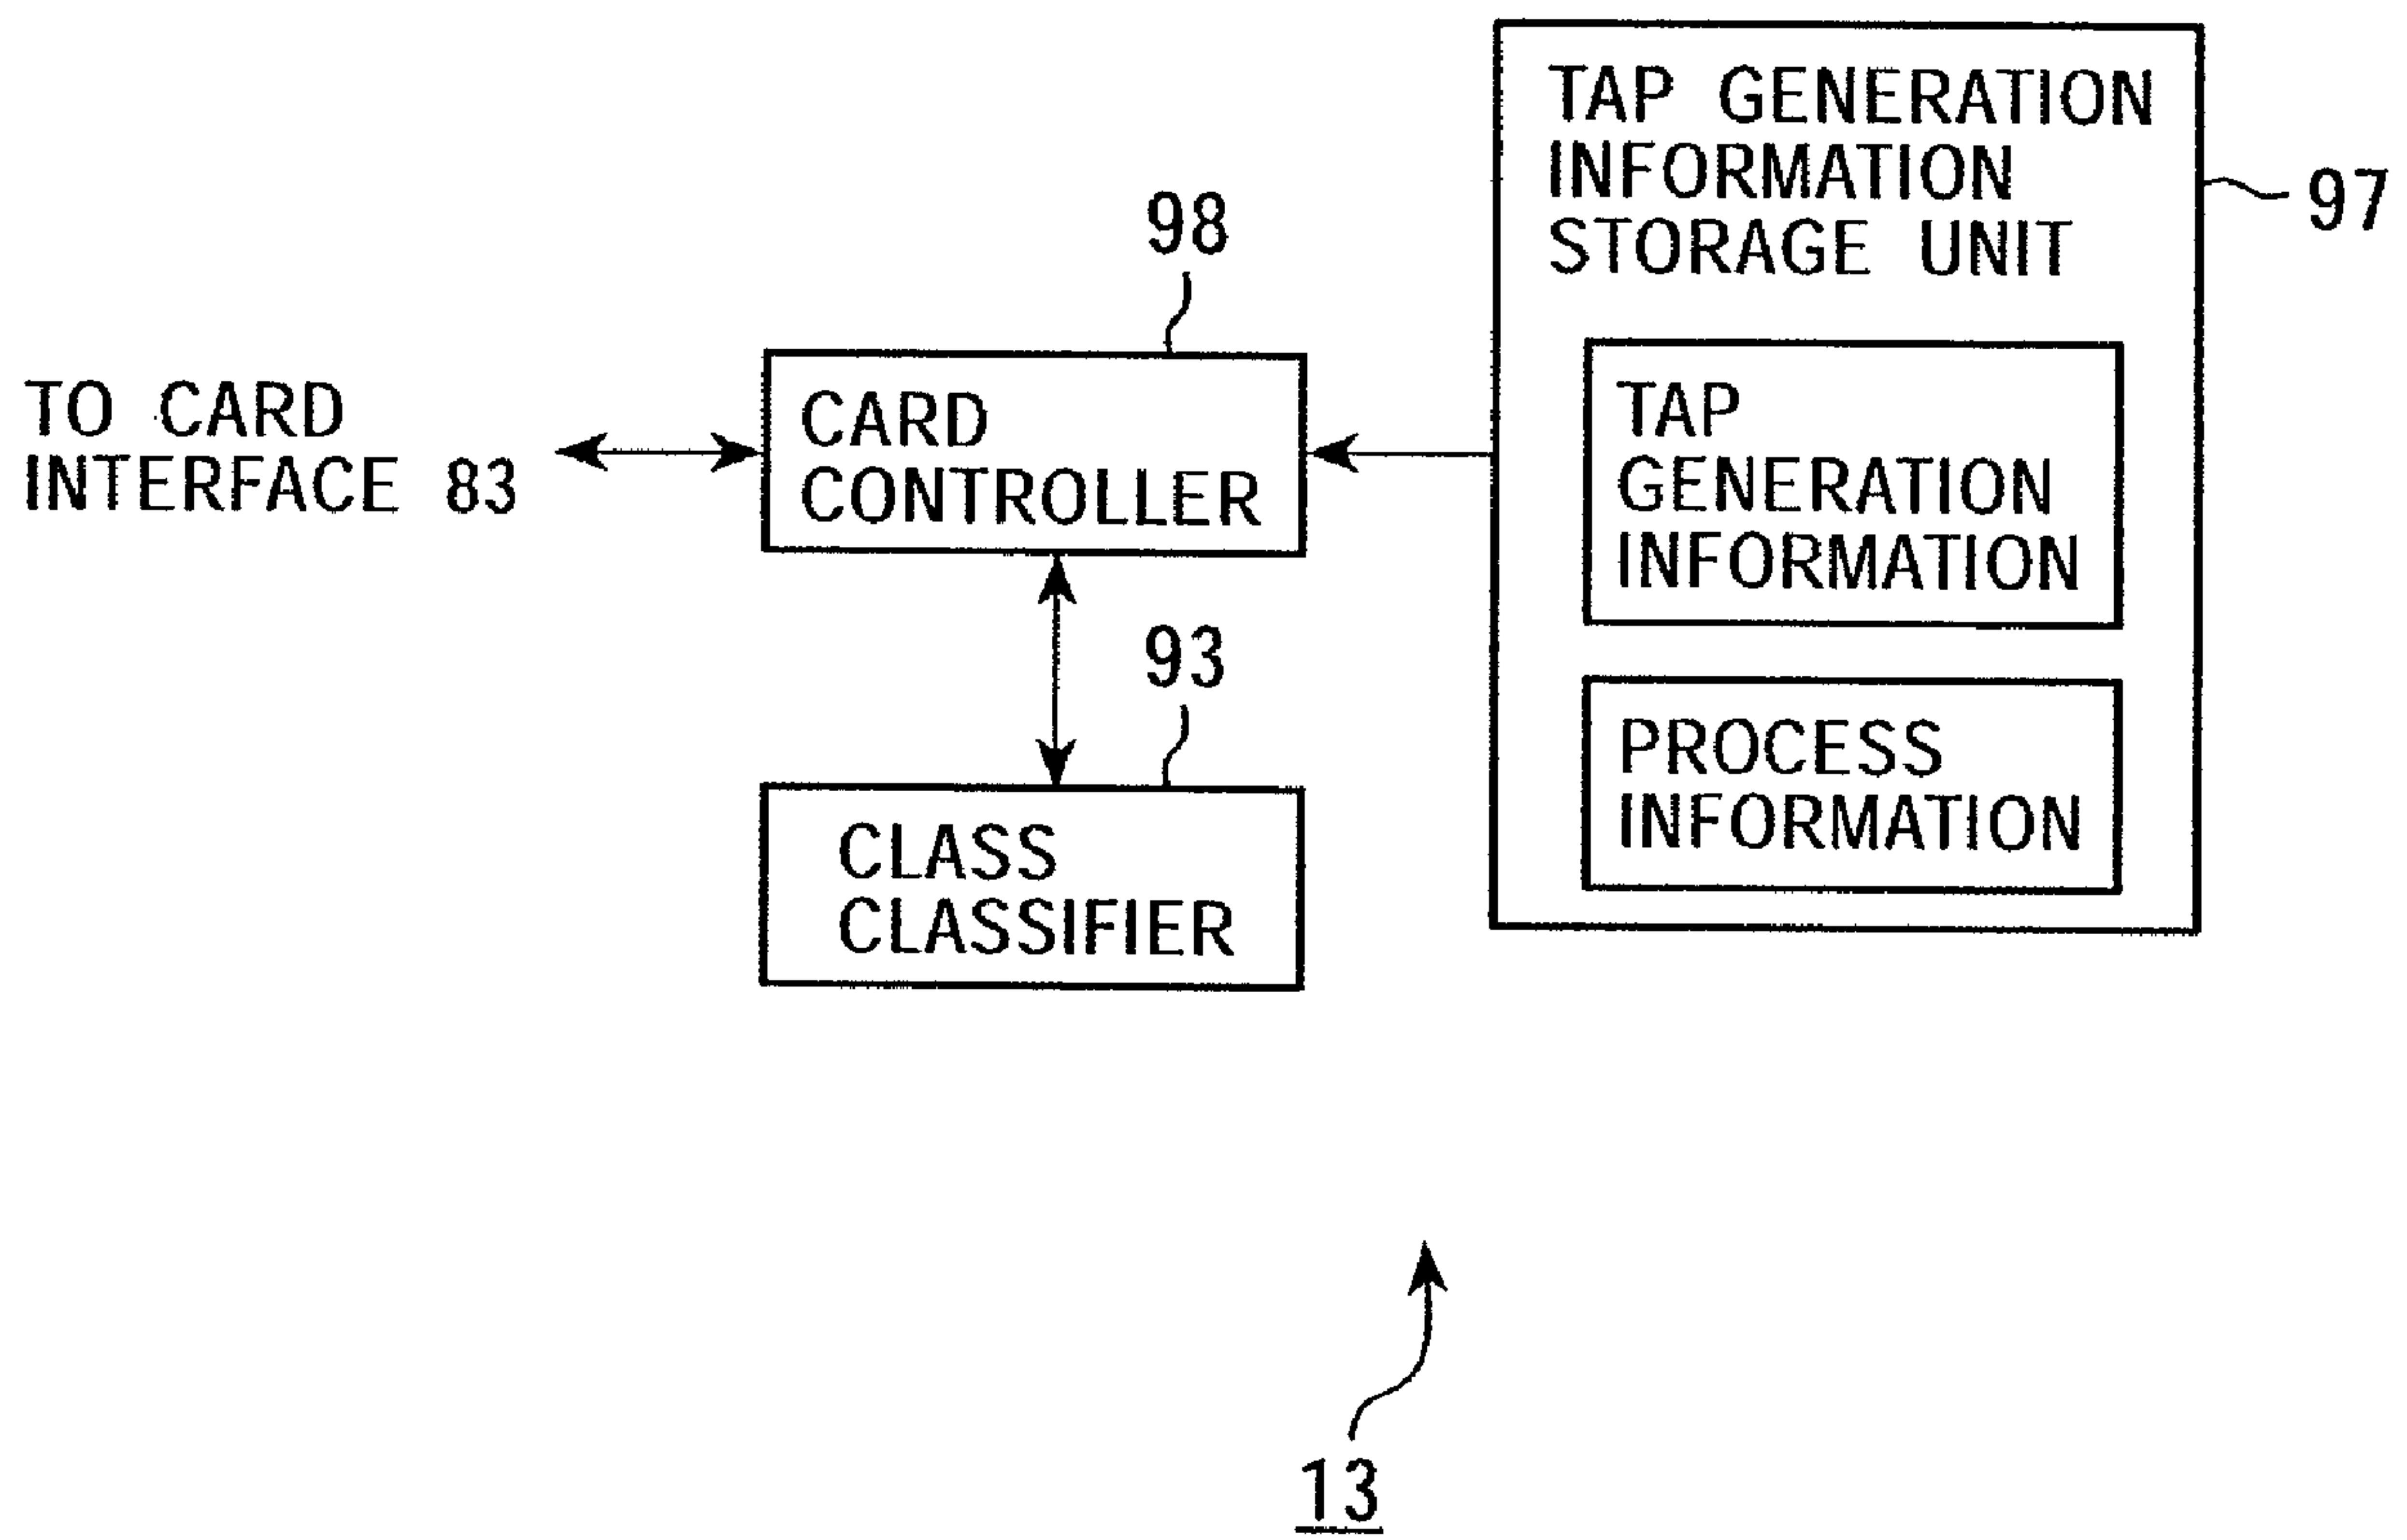 TAP GENERATION
INFORMATION
STORAGE UNIT
97
98
TO CARD
INTERFACE 83
CARD
CONTROLLER
TAP
GENERATION
INFORMATION
93
PROCESS
INFORMATION
CLASS
CLASSIFIER
13